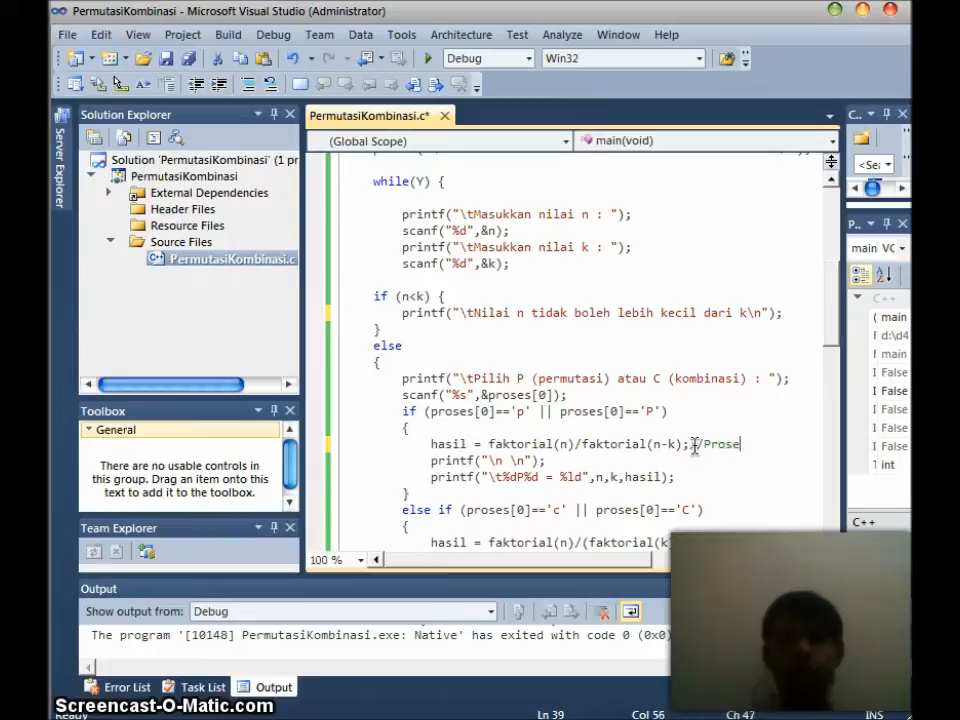 PermutasiKombinasi - Microsoft Visual Studio (Administrator)
File Edit View Project Build Debug Team Data Tools Architecture Test Analyze Window Help
Debug Win32
Server Explorer
Solution Explorer
Solution 'PermutasiKombinasi' (1 pr
PermutasiKombinasi
External Dependencies
Header Files
Resource Files
Source Files
PermutasiKombinasi.c
Toolbox
General
There are no usable controls in
this group. Drag an item onto this
text to add it to the toolbox.
Team Explorer
PermutasiKombinasi.c*
(Global Scope) main(void)
while(Y) {
printf("\tMasukkan nilai n : ");
scanf("%d",&n);
printf("\tMasukkan nilai k : ");
scanf("%d",&k);
if (n<k) {
printf("\tNilai n tidak boleh lebih kecil dari k\n");
}
else
{
printf("\tPilih P (permutasi) atau C (kombinasi) : ");
scanf("%s",&proses[0]);
if (proses[0]=='p' || proses[0]=='P')
{
hasil = faktorial(n)/faktorial(n-k);//Prose
printf("\n \n");
printf("\t%dP%d = %ld",n,k,hasil);
}
else if (proses[0]=='c' || proses[0]=='C')
{
hasil = faktorial(n)/(faktorial(k
100 %
C..
<Se
P..
main VC
C++
( main
F d:\d4
F main
I False
I False
I False
I False
T int
C++
Output
Show output from: Debug
The program '[10148] PermutasiKombinasi.exe: Native' has exited with code 0 (0x0)
Error List Task List Output
Ready Ln 39 Col 56 Ch 47 INS
Screencast-O-Matic.com